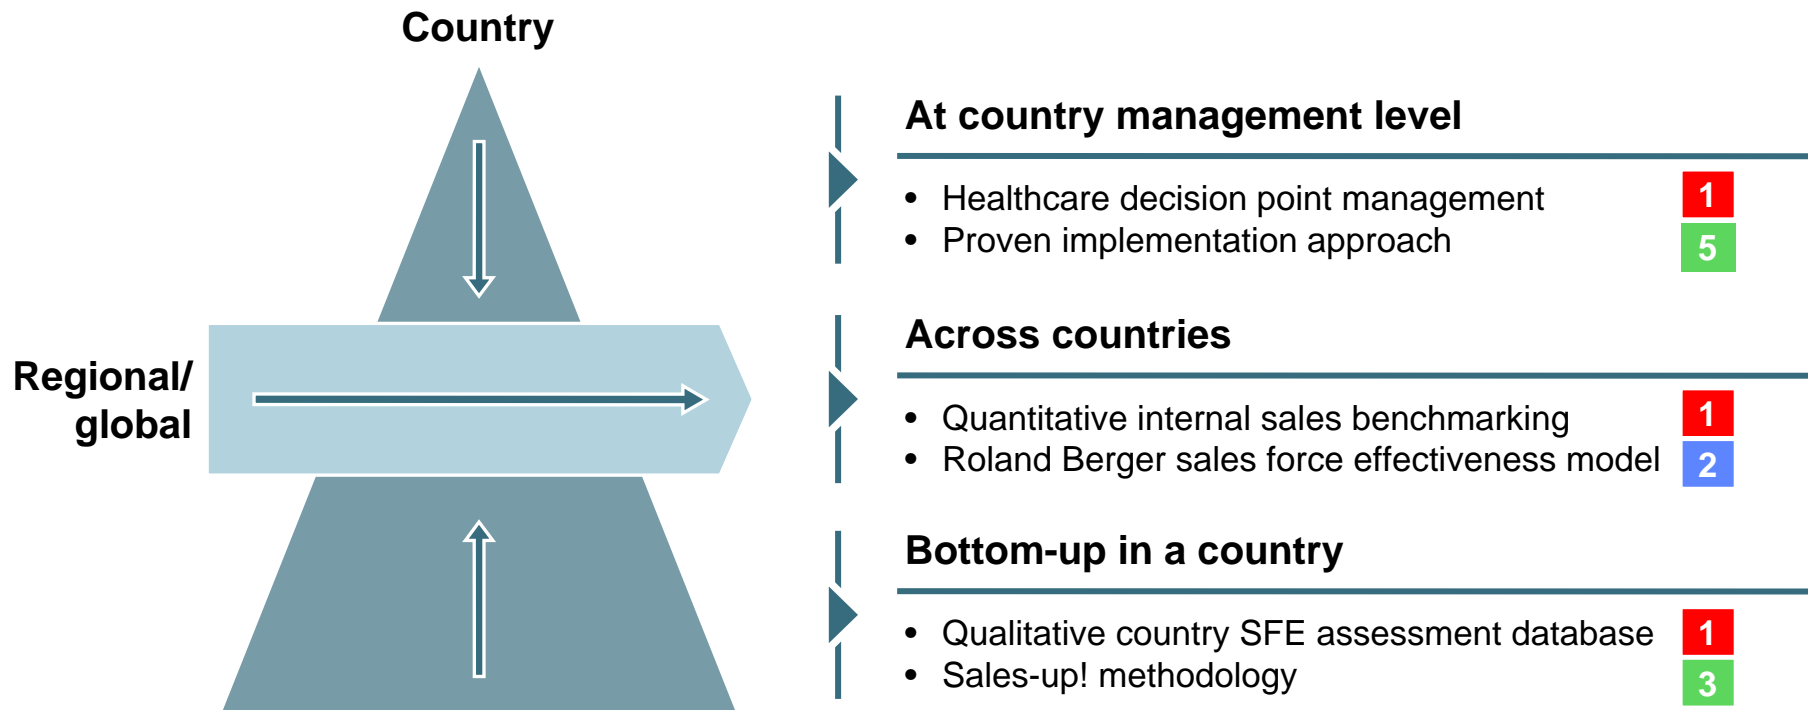 Country
At country management level
• Healthcare decision point management 1
• Proven implementation approach 5
Regional/
global
Across countries
• Quantitative internal sales benchmarking 1
• Roland Berger sales force effectiveness model 2
Bottom-up in a country
• Qualitative country SFE assessment database 1
• Sales-up! methodology 3